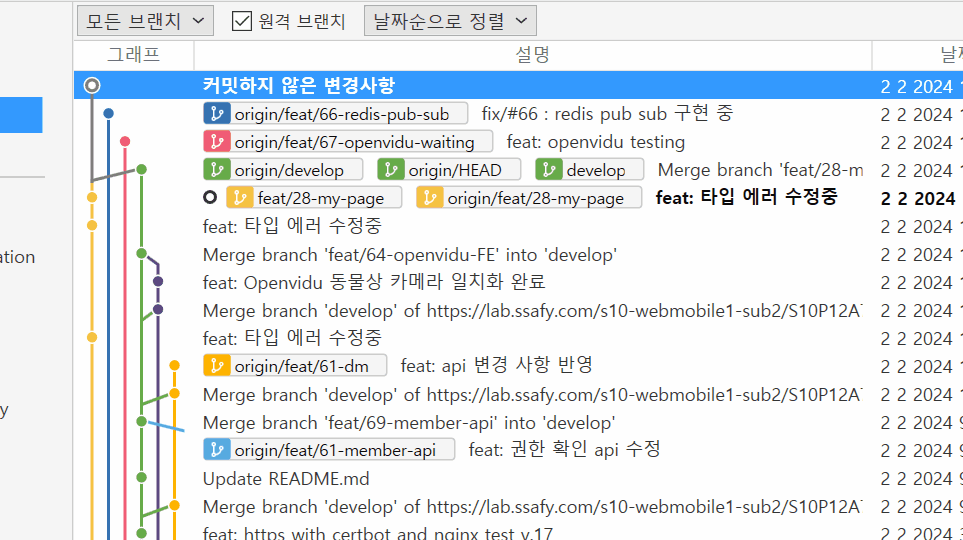 모든 브랜치 원격 브랜치 날짜순으로 정렬
그래프 설명 날
커밋하지 않은 변경사항 2 2 2024
origin/feat/66-redis-pub-sub fix/#66 : redis pub sub 구현 중 2 2 2024
origin/feat/67-openvidu-waiting feat: openvidu testing 2 2 2024
origin/develop origin/HEAD develop Merge branch 'feat/28-m 2 2 2024
feat/28-my-page origin/feat/28-my-page feat: 타입 에러 수정중 2 2 2024
feat: 타입 에러 수정중 2 2 2024
Merge branch 'feat/64-openvidu-FE' into 'develop' 2 2 2024
ation
feat: Openvidu 동물상 카메라 일치화 완료 2 2 2024
Merge branch 'develop' of https://lab.ssafy.com/s10-webmobile1-sub2/S10P12A 2 2 2024
feat: 타입 에러 수정중 2 2 2024
origin/feat/61-dm feat: api 변경 사항 반영 2 2 2024
Merge branch 'develop' of https://lab.ssafy.com/s10-webmobile1-sub2/S10P12A 2 2 2024
y
Merge branch 'feat/69-member-api' into 'develop' 2 2 2024 9
origin/feat/61-member-api feat: 권한 확인 api 수정 2 2 2024 9
Update README.md 2 2 2024 9
Merge branch 'develop' of https://lab.ssafy.com/s10-webmobile1-sub2/S10P12A 2 2 2024 9
feat: https with certbot and nginx test v.17 2 2 2024 3